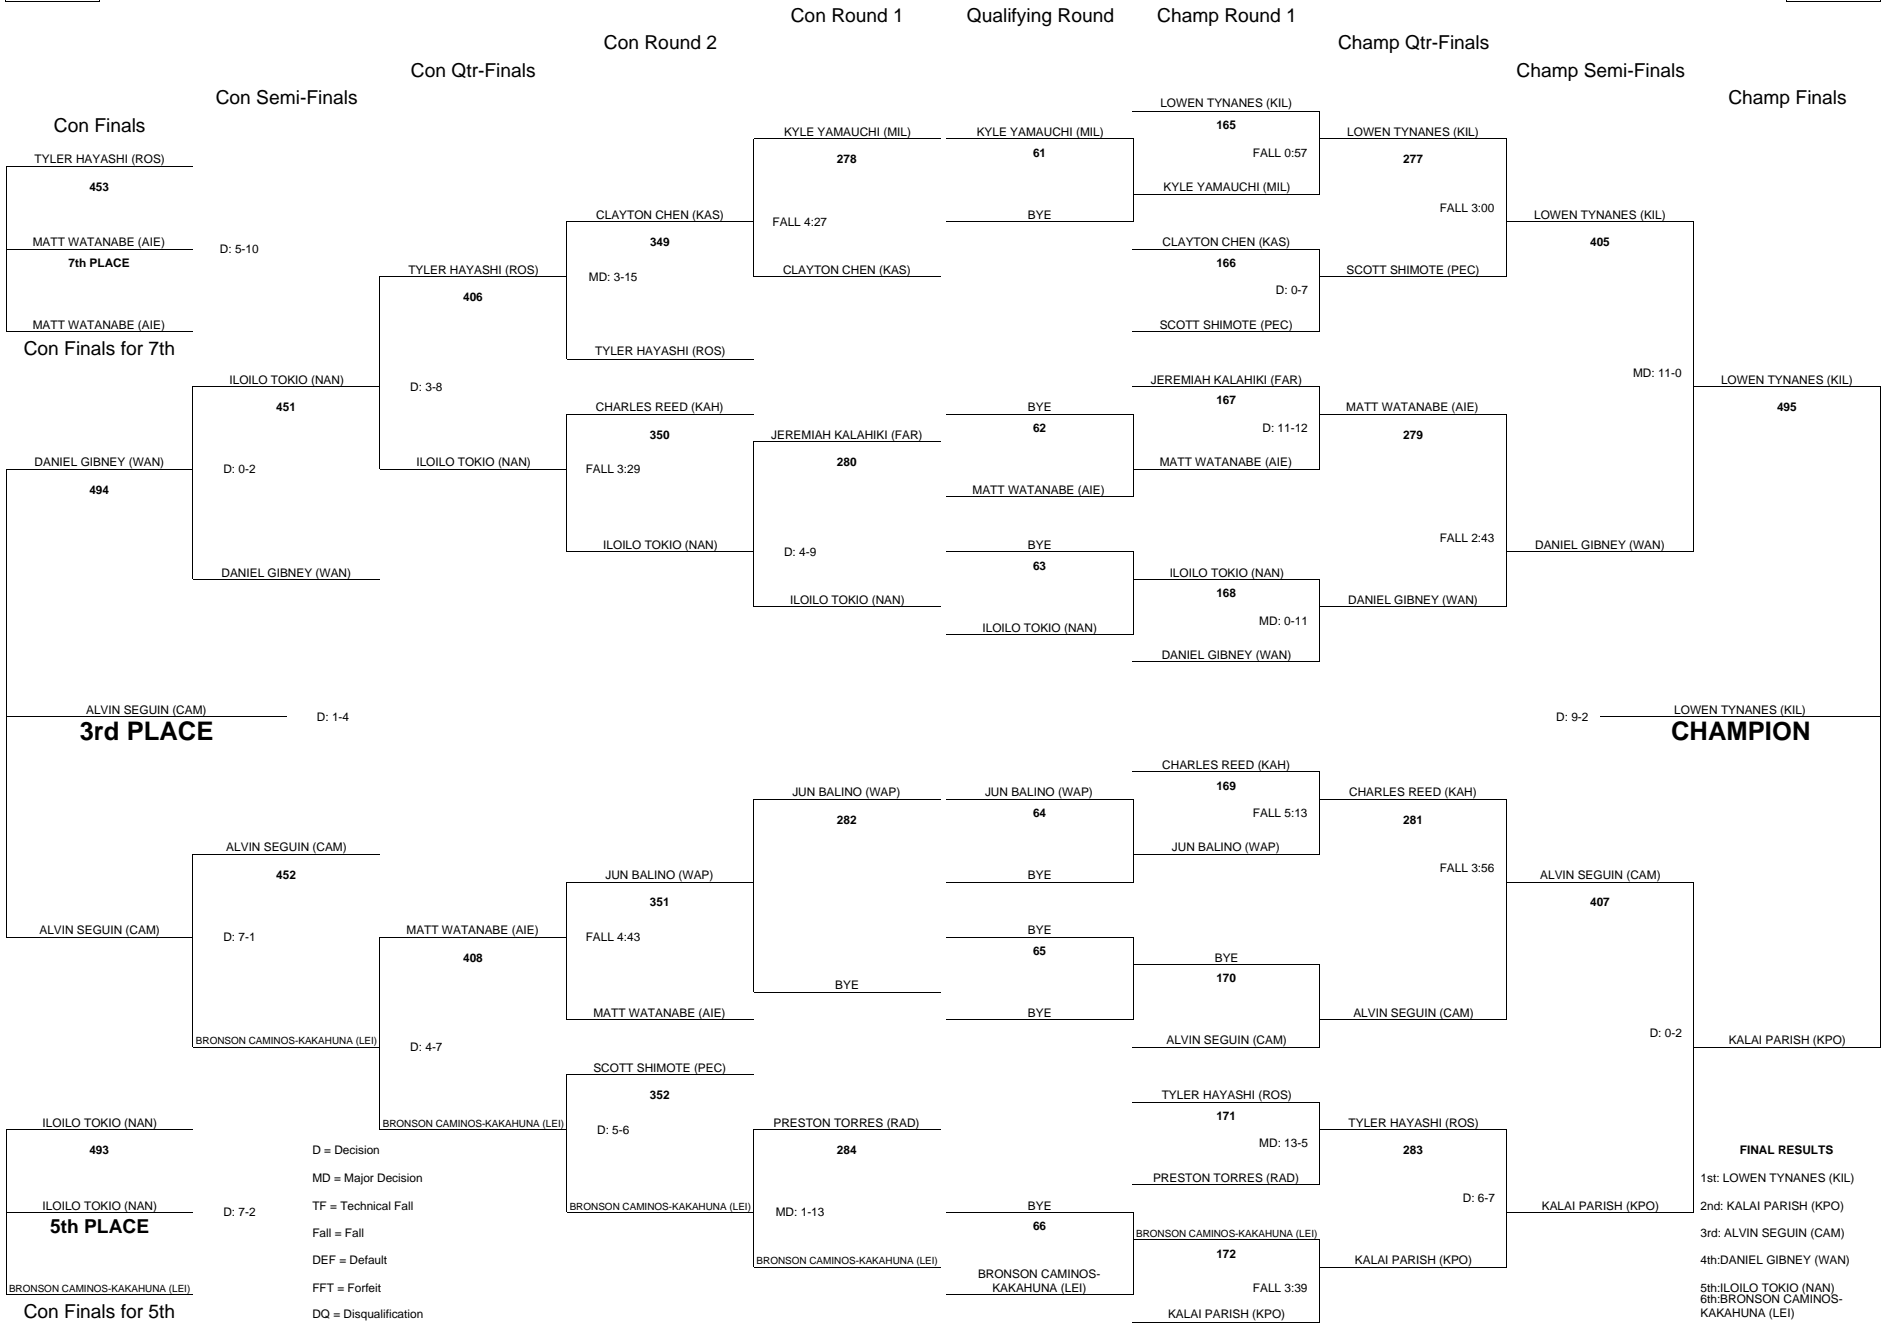 Con Round 1
Qualifying Round
Champ Round 1
Con Round 2
Champ Qtr-Finals
Con Qtr-Finals
Champ Semi-Finals
Con Semi-Finals
Champ Finals
Con Finals
TYLER HAYASHI (ROS)
453
MATT WATANABE (AIE)
7th PLACE
D: 5-10
MATT WATANABE (AIE)
Con Finals for 7th
DANIEL GIBNEY (WAN)
494
ALVIN SEGUIN (CAM)
3rd PLACE
D: 1-4
ALVIN SEGUIN (CAM)
ILOILO TOKIO (NAN)
493
ILOILO TOKIO (NAN)
5th PLACE
D: 7-2
BRONSON CAMINOS-KAKAHUNA (LEI)
Con Finals for 5th
ILOILO TOKIO (NAN)
451
D: 0-2
DANIEL GIBNEY (WAN)
ALVIN SEGUIN (CAM)
452
D: 7-1
BRONSON CAMINOS-KAKAHUNA (LEI)
D = Decision
MD = Major Decision
TF = Technical Fall
Fall = Fall
DEF = Default
FFT = Forfeit
DQ = Disqualification
TYLER HAYASHI (ROS)
406
D: 3-8
ILOILO TOKIO (NAN)
MATT WATANABE (AIE)
408
D: 4-7
BRONSON CAMINOS-KAKAHUNA (LEI)
CLAYTON CHEN (KAS)
349
MD: 3-15
TYLER HAYASHI (ROS)
CHARLES REED (KAH)
350
FALL 3:29
ILOILO TOKIO (NAN)
JUN BALINO (WAP)
351
FALL 4:43
MATT WATANABE (AIE)
SCOTT SHIMOTE (PEC)
352
D: 5-6
BRONSON CAMINOS-KAKAHUNA (LEI)
KYLE YAMAUCHI (MIL)
278
FALL 4:27
CLAYTON CHEN (KAS)
JEREMIAH KALAHIKI (FAR)
280
D: 4-9
ILOILO TOKIO (NAN)
JUN BALINO (WAP)
282
BYE
PRESTON TORRES (RAD)
284
MD: 1-13
BRONSON CAMINOS-KAKAHUNA (LEI)
KYLE YAMAUCHI (MIL)
61
BYE
BYE
62
MATT WATANABE (AIE)
BYE
63
ILOILO TOKIO (NAN)
JUN BALINO (WAP)
64
BYE
BYE
65
BYE
BYE
66
BRONSON CAMINOS-
KAKAHUNA (LEI)
LOWEN TYNANES (KIL)
165
FALL 0:57
KYLE YAMAUCHI (MIL)
CLAYTON CHEN (KAS)
166
D: 0-7
SCOTT SHIMOTE (PEC)
JEREMIAH KALAHIKI (FAR)
167
D: 11-12
MATT WATANABE (AIE)
ILOILO TOKIO (NAN)
168
MD: 0-11
DANIEL GIBNEY (WAN)
CHARLES REED (KAH)
169
FALL 5:13
JUN BALINO (WAP)
BYE
170
ALVIN SEGUIN (CAM)
TYLER HAYASHI (ROS)
171
MD: 13-5
PRESTON TORRES (RAD)
BRONSON CAMINOS-KAKAHUNA (LEI)
172
FALL 3:39
KALAI PARISH (KPO)
LOWEN TYNANES (KIL)
277
FALL 3:00
SCOTT SHIMOTE (PEC)
MATT WATANABE (AIE)
279
FALL 2:43
DANIEL GIBNEY (WAN)
CHARLES REED (KAH)
281
FALL 3:56
ALVIN SEGUIN (CAM)
TYLER HAYASHI (ROS)
283
D: 6-7
KALAI PARISH (KPO)
LOWEN TYNANES (KIL)
405
MD: 11-0
DANIEL GIBNEY (WAN)
ALVIN SEGUIN (CAM)
407
D: 0-2
KALAI PARISH (KPO)
LOWEN TYNANES (KIL)
495
D: 9-2
LOWEN TYNANES (KIL)
CHAMPION
KALAI PARISH (KPO)
FINAL RESULTS
1st: LOWEN TYNANES (KIL)
2nd: KALAI PARISH (KPO)
3rd: ALVIN SEGUIN (CAM)
4th:DANIEL GIBNEY (WAN)
5th:ILOILO TOKIO (NAN)
6th:BRONSON CAMINOS-
KAKAHUNA (LEI)